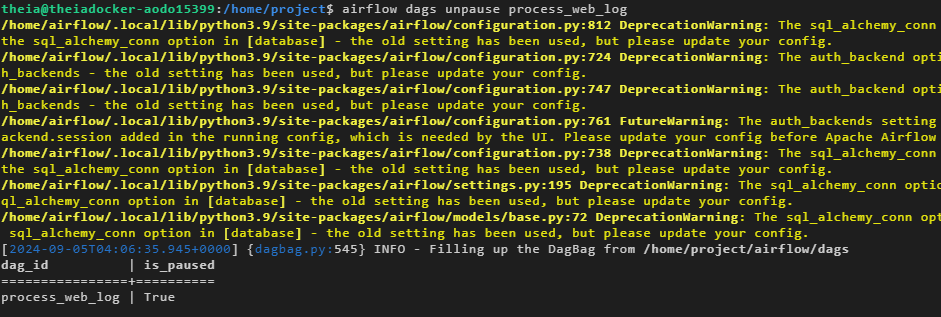 theia@theiadocker-aodo15399:/home/project$ airflow dags unpause process_web_log
/home/airflow/.local/lib/python3.9/site-packages/airflow/configuration.py:812 DeprecationWarning: The sql_alchemy_conn
the sql_alchemy_conn option in [database] - the old setting has been used, but please update your config.
/home/airflow/.local/lib/python3.9/site-packages/airflow/configuration.py:724 DeprecationWarning: The auth_backend opti
h_backends - the old setting has been used, but please update your config.
/home/airflow/.local/lib/python3.9/site-packages/airflow/configuration.py:747 DeprecationWarning: The auth_backend opti
h_backends - the old setting has been used, but please update your config.
/home/airflow/.local/lib/python3.9/site-packages/airflow/configuration.py:761 FutureWarning: The auth_backends setting
ackend.session added in the running config, which is needed by the UI. Please update your config before Apache Airflow
/home/airflow/.local/lib/python3.9/site-packages/airflow/configuration.py:738 DeprecationWarning: The sql_alchemy_conn
the sql_alchemy_conn option in [database] - the old setting has been used, but please update your config.
/home/airflow/.local/lib/python3.9/site-packages/airflow/settings.py:195 DeprecationWarning: The sql_alchemy_conn optio
ql_alchemy_conn option in [database] - the old setting has been used, but please update your config.
/home/airflow/.local/lib/python3.9/site-packages/airflow/models/base.py:72 DeprecationWarning: The sql_alchemy_conn opt
 sql_alchemy_conn option in [database] - the old setting has been used, but please update your config.
[2024-09-05T04:06:35.945+0000] {dagbag.py:545} INFO - Filling up the DagBag from /home/project/airflow/dags
dag_id          | is_paused
================+==========
process_web_log | True